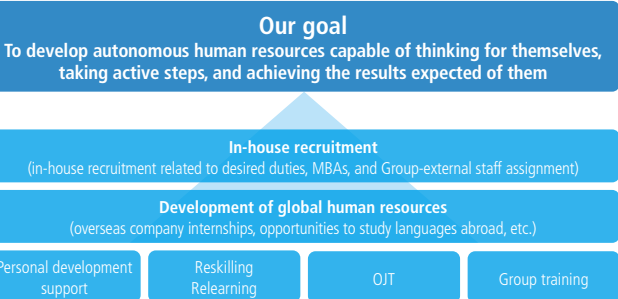 Our goal
To develop autonomous human resources capable of thinking for themselves,
taking active steps, and achieving the results expected of them
In-house recruitment
(in-house recruitment related to desired duties, MBAs, and Group-external staff assignment)
Development of global human resources
(overseas company internships, opportunities to study languages abroad, etc.)
Personal development
support
Reskilling
Relearning
OJT
Group training